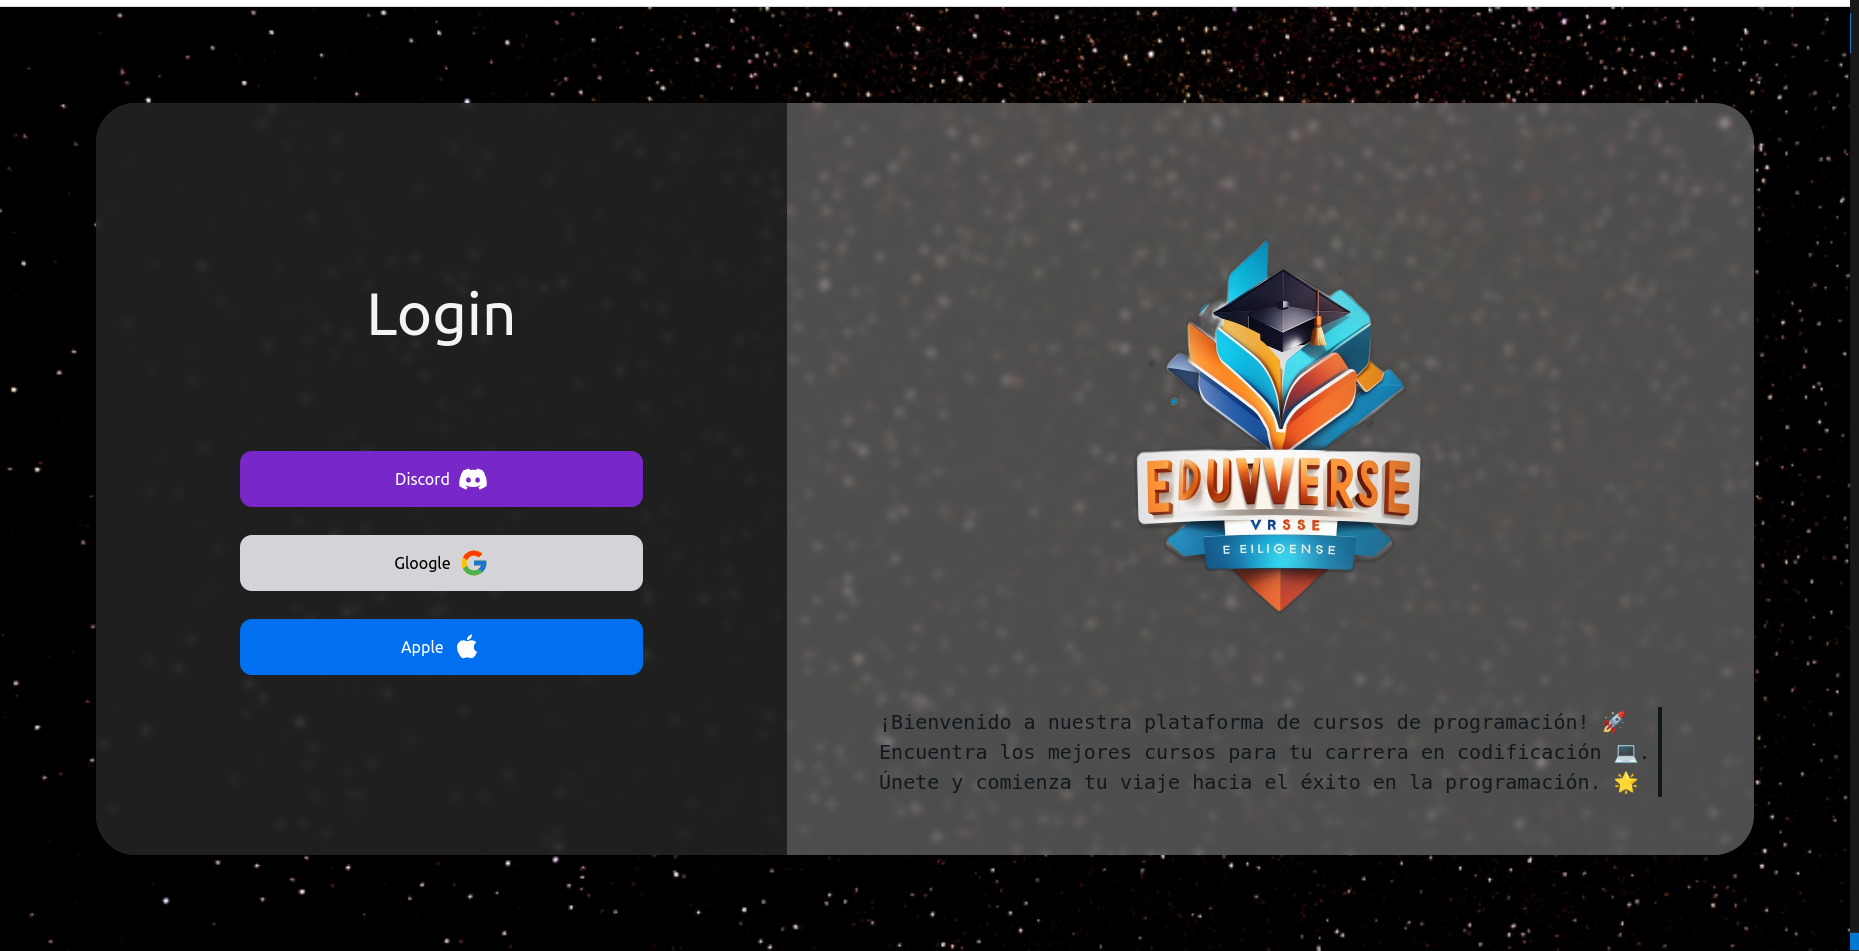 Login
Discord
Gloogle
Apple
EDUVVERSE
VRSSE
E EILIOENSE
¡Bienvenido a nuestra plataforma de cursos de programación! 🚀
Encuentra los mejores cursos para tu carrera en codificación 💻.
Únete y comienza tu viaje hacia el éxito en la programación. 🌟